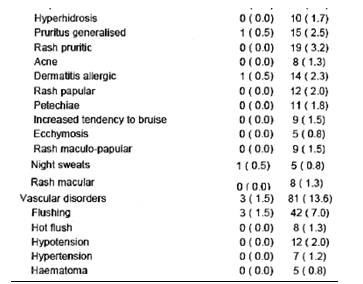 Hyperhidrosis 0 ( 0.0) 10 ( 1.7)
Pruritus generalised 1 ( 0.5) 15 ( 2.5)
Rash pruritic 0 ( 0.0) 19 ( 3.2)
Acne 0 ( 0.0) 8 ( 1.3)
Dermatitis allergic 1 ( 0.5) 14 ( 2.3)
Rash papular 0 ( 0.0) 12 ( 2.0)
Petechiae 0 ( 0.0) 11 ( 1.8)
Increased tendency to bruise 0 ( 0.0) 9 ( 1.5)
Ecchymosis 0 ( 0.0) 5 ( 0.8)
Rash maculo-papular 0 ( 0.0) 9 ( 1.5)
Night sweats 1 ( 0.5) 5 ( 0.8)
Rash macular 0 ( 0.0) 8 ( 1.3)
Vascular disorders 3 ( 1.5) 81 ( 13.6)
Flushing 3 ( 1.5) 42 ( 7.0)
Hot flush 0 ( 0.0) 8 ( 1.3)
Hypotension 0 ( 0.0) 12 ( 2.0)
Hypertension 0 ( 0.0) 7 ( 1.2)
Haematoma 0 ( 0.0) 5 ( 0.8)